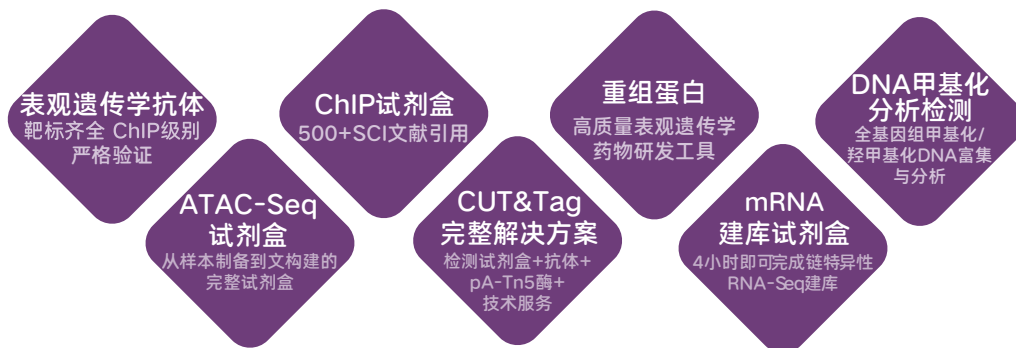 表观遗传学抗体
靶标齐全 ChIP级别
严格验证
ChIP试剂盒
500+SCI文献引用
重组蛋白
高质量表观遗传学
药物研发工具
DNA甲基化
分析检测
全基因组甲基化/
羟甲基化DNA富集
与分析
ATAC-Seq
试剂盒
从样本制备到文构建的
完整试剂盒
CUT&Tag
完整解决方案
检测试剂盒+抗体+
pA-Tn5酶+
技术服务
mRNA
建库试剂盒
4小时即可完成链特异性
RNA-Seq建库